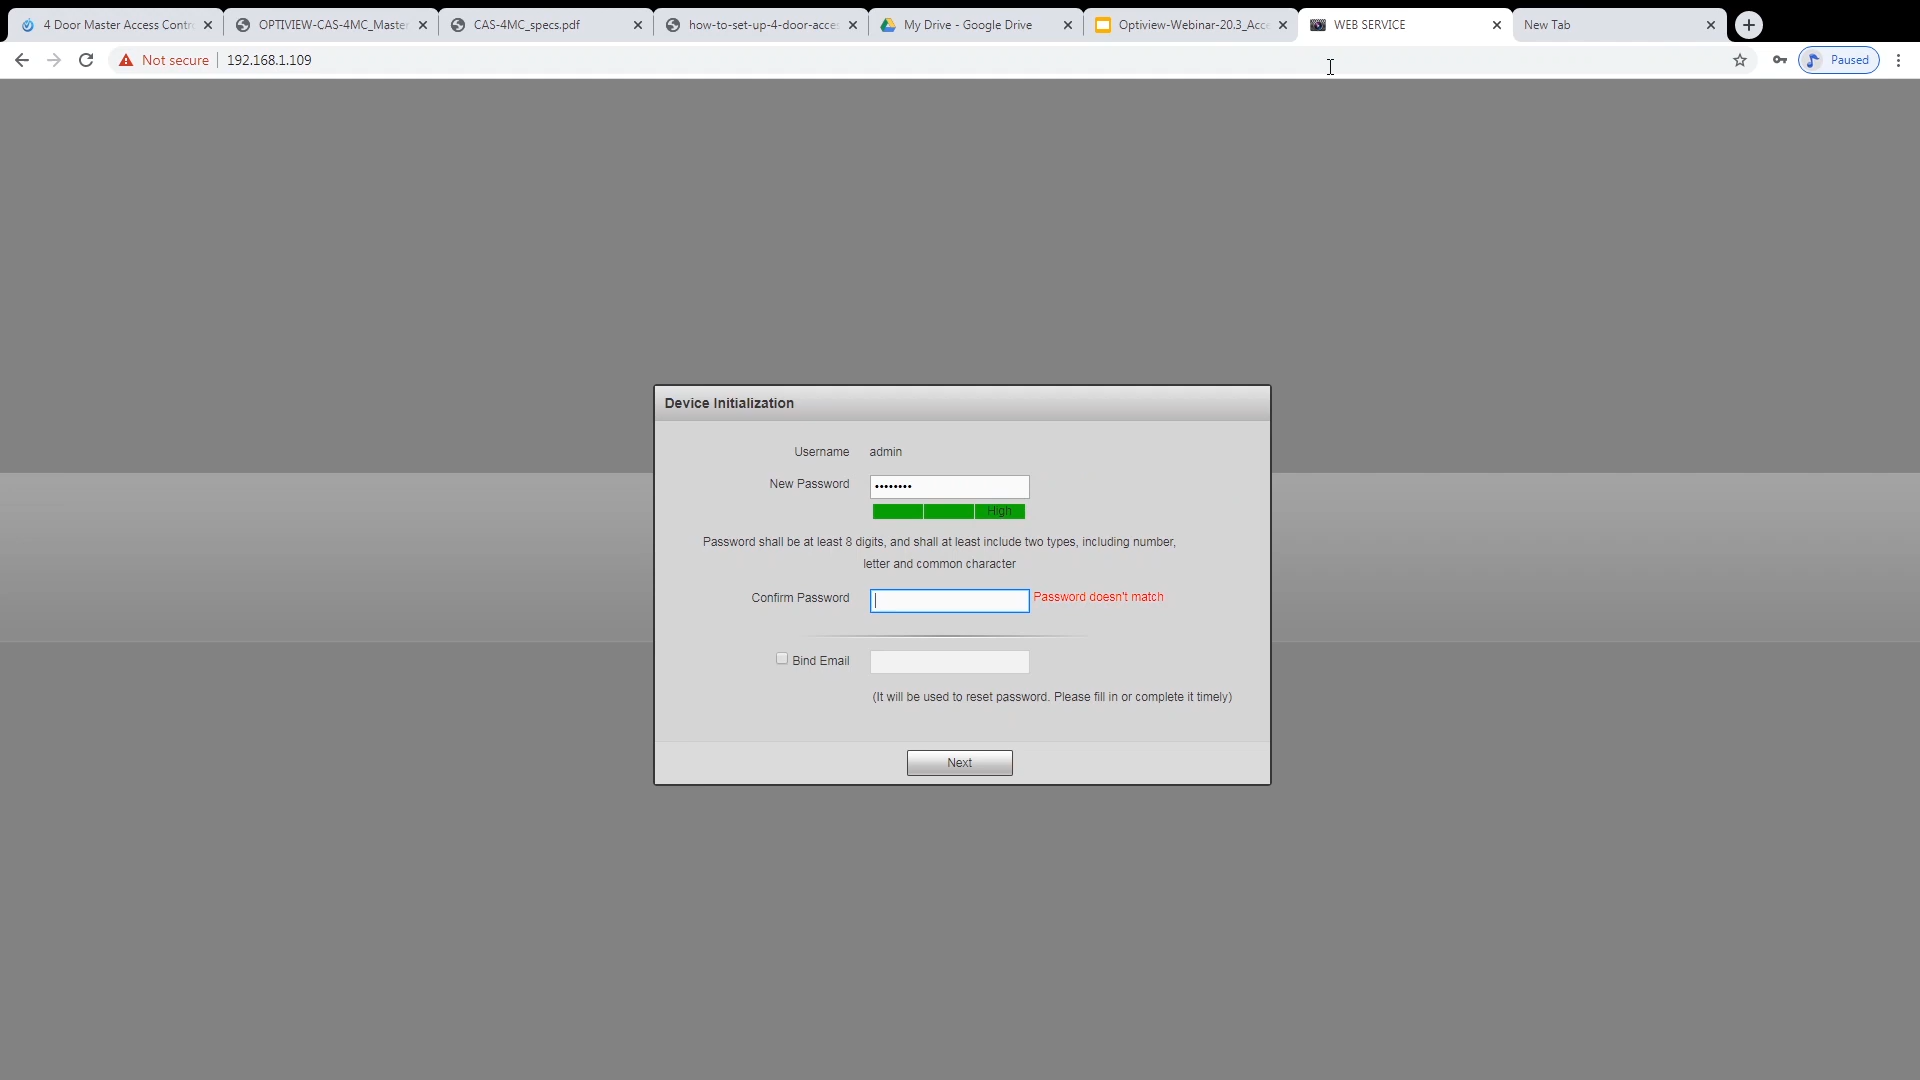 4 Door Master Access Contr
OPTIVIEW-CAS-4MC_Master
CAS-4MC_specs.pdf
how-to-set-up-4-door-acce
My Drive - Google Drive
Optiview-Webinar-20.3_Acce
WEB SERVICE
New Tab
Not secure
192.168.1.109
Paused
Device Initialization
Username admin
New Password ••••••••
High
Password shall be at least 8 digits, and shall at least include two types, including number,
letter and common character
Confirm Password Password doesn't match
Bind Email
(It will be used to reset password. Please fill in or complete it timely)
Next